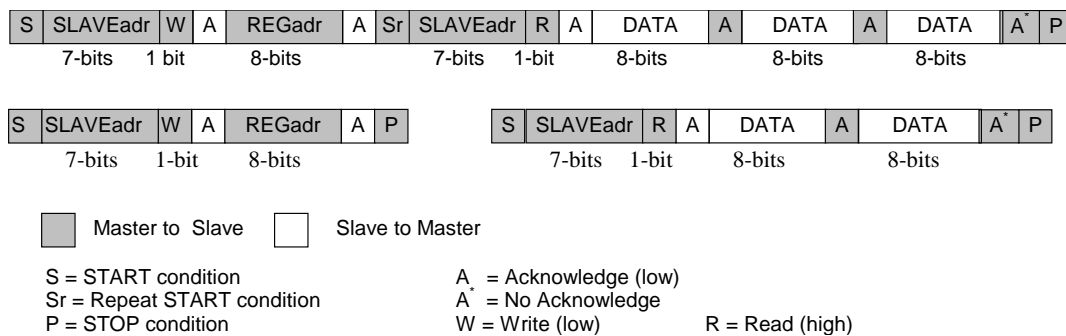 S SLAVEadr W A REGadr A Sr SLAVEadr R A DATA A DATA A DATA A* P
7-bits 1 bit 8-bits 7-bits 1-bit 8-bits 8-bits 8-bits
S SLAVEadr W A REGadr A P
7-bits 1-bit 8-bits
S SLAVEadr R A DATA A DATA A* P
7-bits 1-bit 8-bits 8-bits
Master to Slave Slave to Master
S = START condition
Sr = Repeat START condition
P = STOP condition
A = Acknowledge (low)
A* = No Acknowledge
W = Write (low) R = Read (high)